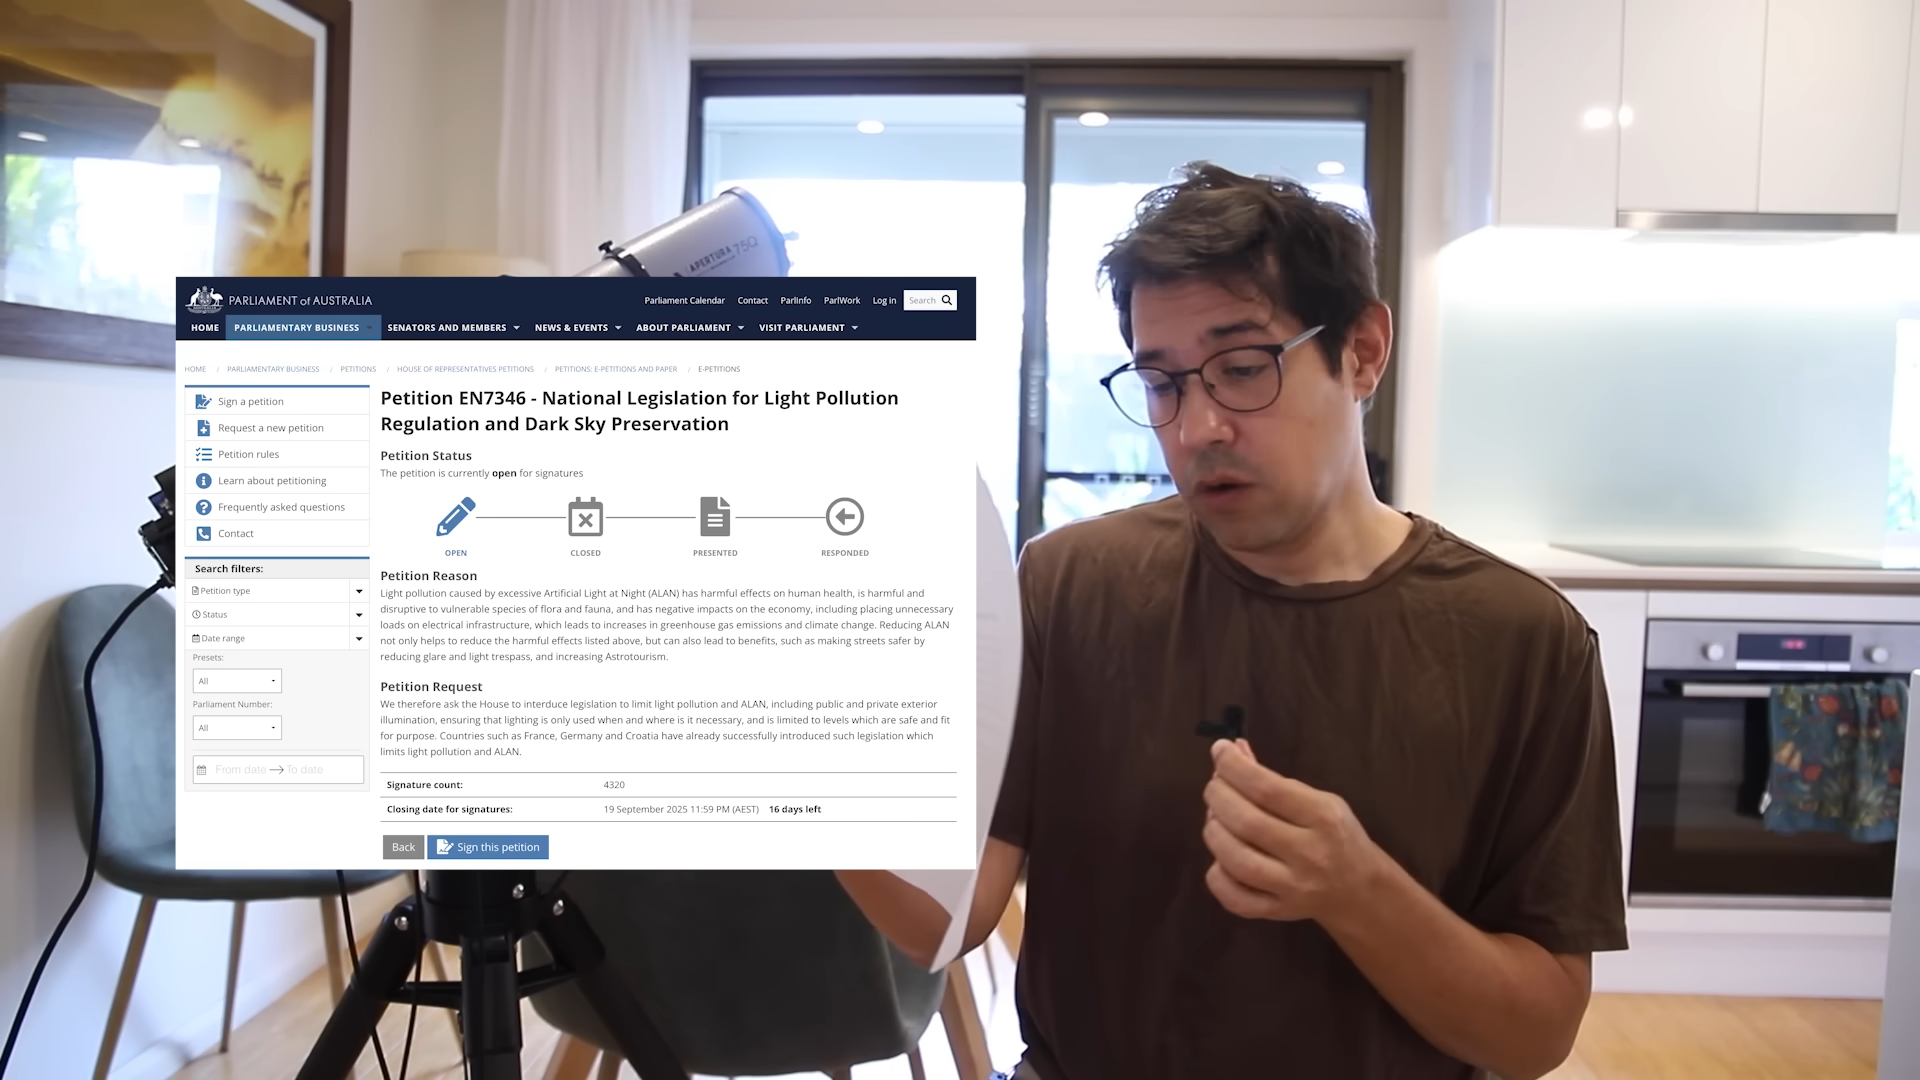 APERTURA 75Q
PARLIAMENT of AUSTRALIA
Parliament Calendar Contact ParlInfo ParlWork Log in Search
HOME PARLIAMENTARY BUSINESS SENATORS AND MEMBERS NEWS & EVENTS ABOUT PARLIAMENT VISIT PARLIAMENT
HOME / PARLIAMENTARY BUSINESS / PETITIONS / HOUSE OF REPRESENTATIVES PETITIONS / PETITIONS: E-PETITIONS AND PAPER / E-PETITIONS
Sign a petition
Request a new petition
Petition rules
Learn about petitioning
Frequently asked questions
Contact
Search filters:
Petition type
Status
Date range
Presets:
All
Parliament Number:
All
From date → To date
Petition EN7346 - National Legislation for Light Pollution
Regulation and Dark Sky Preservation
Petition Status
The petition is currently open for signatures
OPEN CLOSED PRESENTED RESPONDED
Petition Reason
Light pollution caused by excessive Artificial Light at Night (ALAN) has harmful effects on human health, is harmful and
disruptive to vulnerable species of flora and fauna, and has negative impacts on the economy, including placing unnecessary
loads on electrical infrastructure, which leads to increases in greenhouse gas emissions and climate change. Reducing ALAN
not only helps to reduce the harmful effects listed above, but can also lead to benefits, such as making streets safer by
reducing glare and light trespass, and increasing Astrotourism.
Petition Request
We therefore ask the House to interduce legislation to limit light pollution and ALAN, including public and private exterior
illumination, ensuring that lighting is only used when and where is it necessary, and is limited to levels which are safe and fit
for purpose. Countries such as France, Germany and Croatia have already successfully introduced such legislation which
limits light pollution and ALAN.
Signature count: 4320
Closing date for signatures: 19 September 2025 11:59 PM (AEST) 16 days left
Back Sign this petition